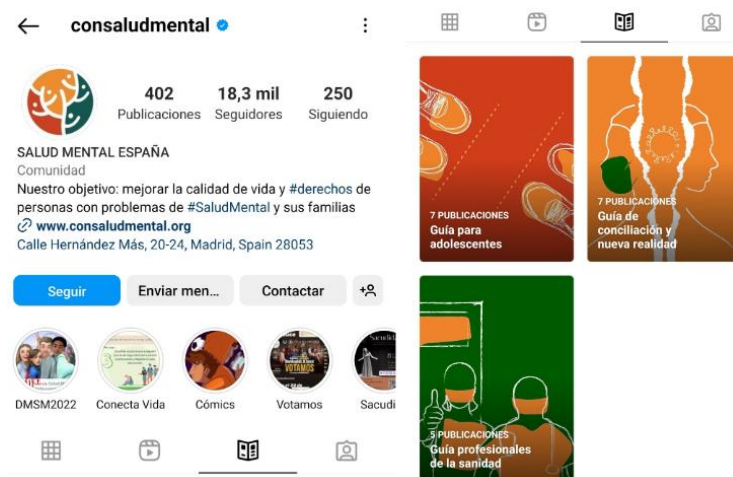 consaludmental
402
18,3 mil
250
Publicaciones
Seguidores
Siguiendo
SALUD MENTAL ESPAÑA
Comunidad
Nuestro objetivo: mejorar la calidad de vida y #derechos de
personas con problemas de #SaludMental y sus familias
www.consaludmental.org
Calle Hernández Más, 20-24, Madrid, Spain 28053
Seguir
Enviar men...
Contactar
VOTAMOS
Sacudid
DMSM2022
Conecta Vida
Cómics
Votamos
Sacudi
7 PUBLICACIONES
Guía para
adolescentes
7 PUBLICACIONES
Guía de
conciliación y
nueva realidad
5 PUBLICACIONES
Guía profesionales
de la sanidad